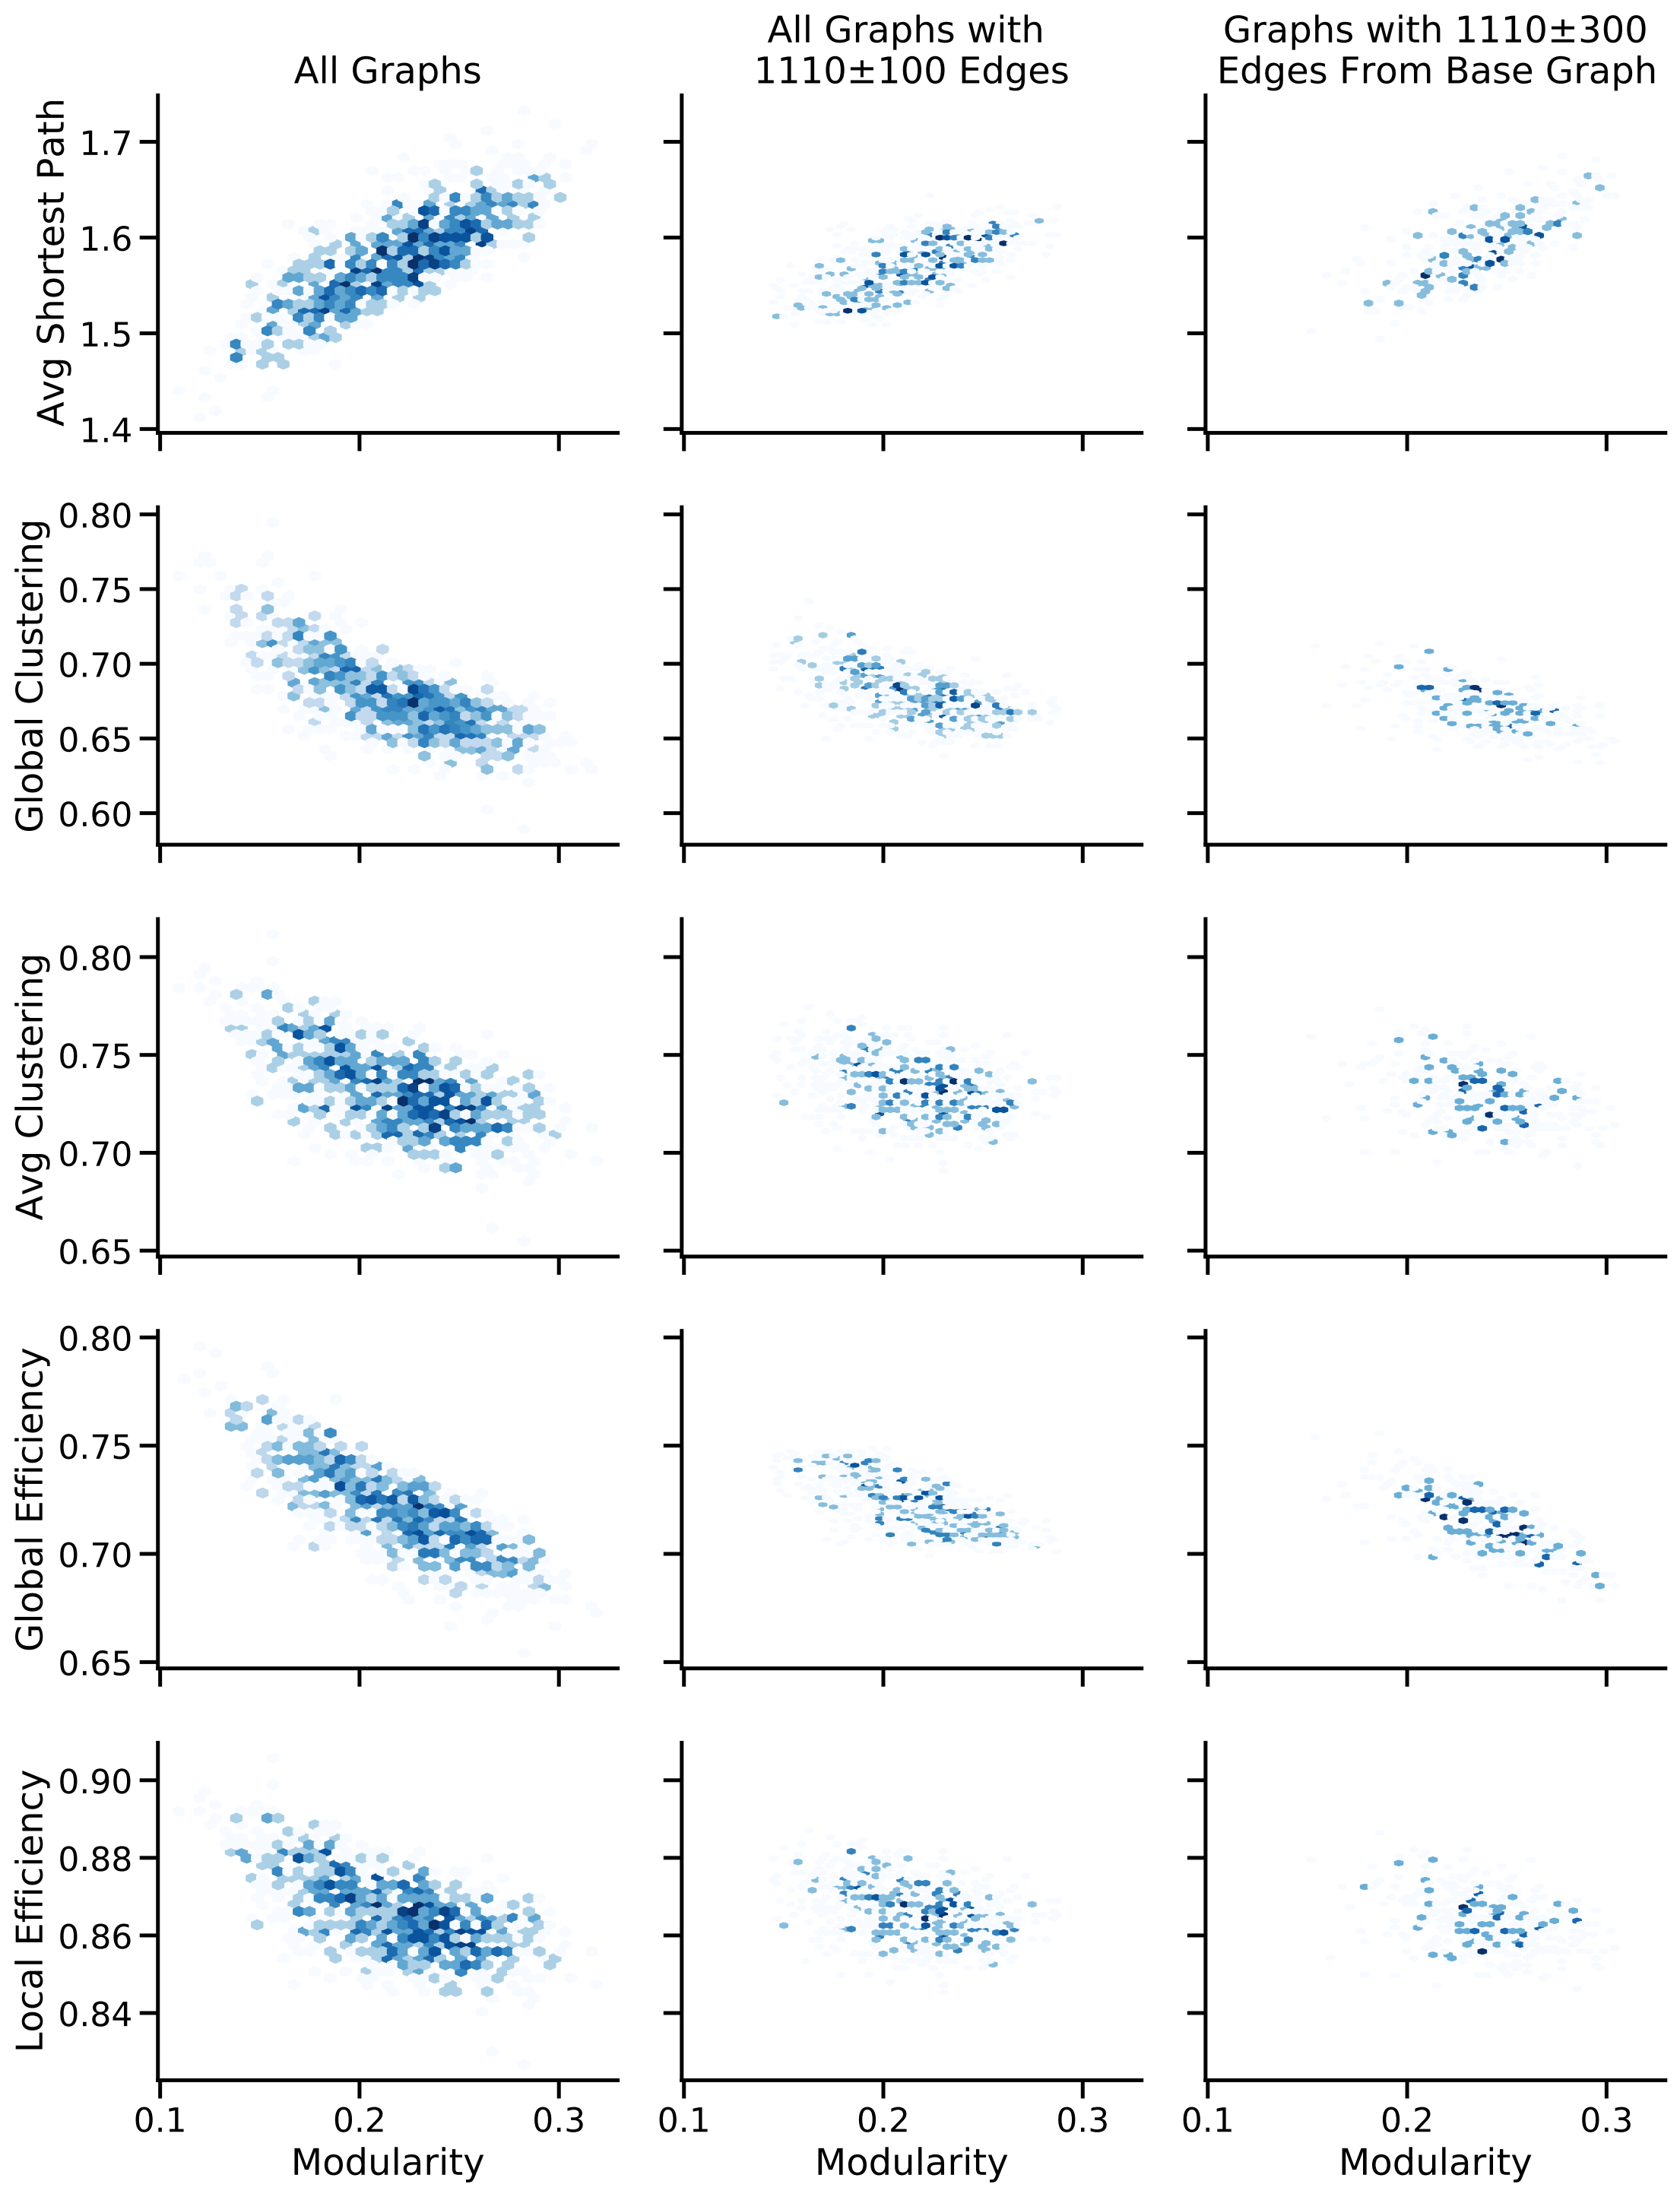 All Graphs
All Graphs with
1110±100 Edges
Graphs with 1110±300
Edges From Base Graph
Avg Shortest Path
1.7
1.6
1.5
1.4
Global Clustering
0.80
0.75
0.70
0.65
0.60
Avg Clustering
0.80
0.75
0.70
0.65
Global Efficiency
0.80
0.75
0.70
0.65
Local Efficiency
0.90
0.88
0.86
0.84
0.1 0.2 0.3
0.1 0.2 0.3
0.1 0.2 0.3
Modularity
Modularity
Modularity